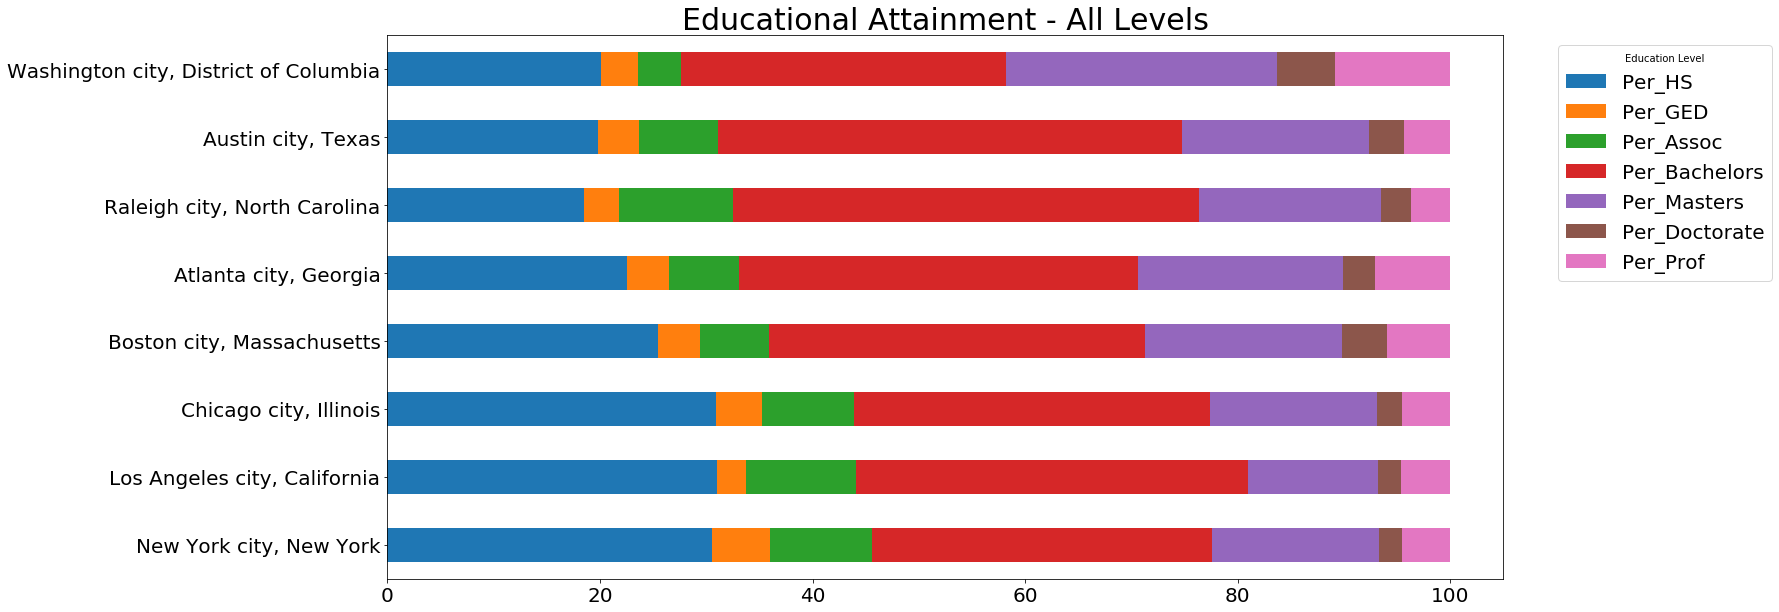 Educational Attainment - All Levels
Washington city, District of Columbia
Austin city, Texas
Raleigh city, North Carolina
Atlanta city, Georgia
Boston city, Massachusetts
Chicago city, Illinois
Los Angeles city, California
New York city, New York
0 20 40 60 80 100
Education Level
Per_HS
Per_GED
Per_Assoc
Per_Bachelors
Per_Masters
Per_Doctorate
Per_Prof